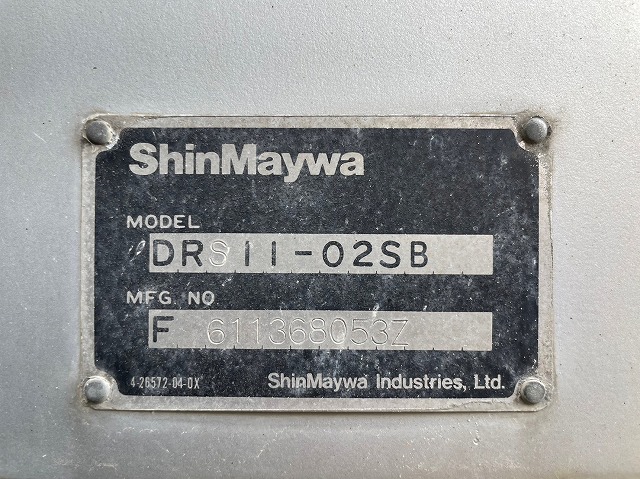 ShinMaywa
MODEL
DRS11-02SB
MFG NO
F 611368053Z
4-26572-04-0X
ShinMaywa Industries, Ltd.